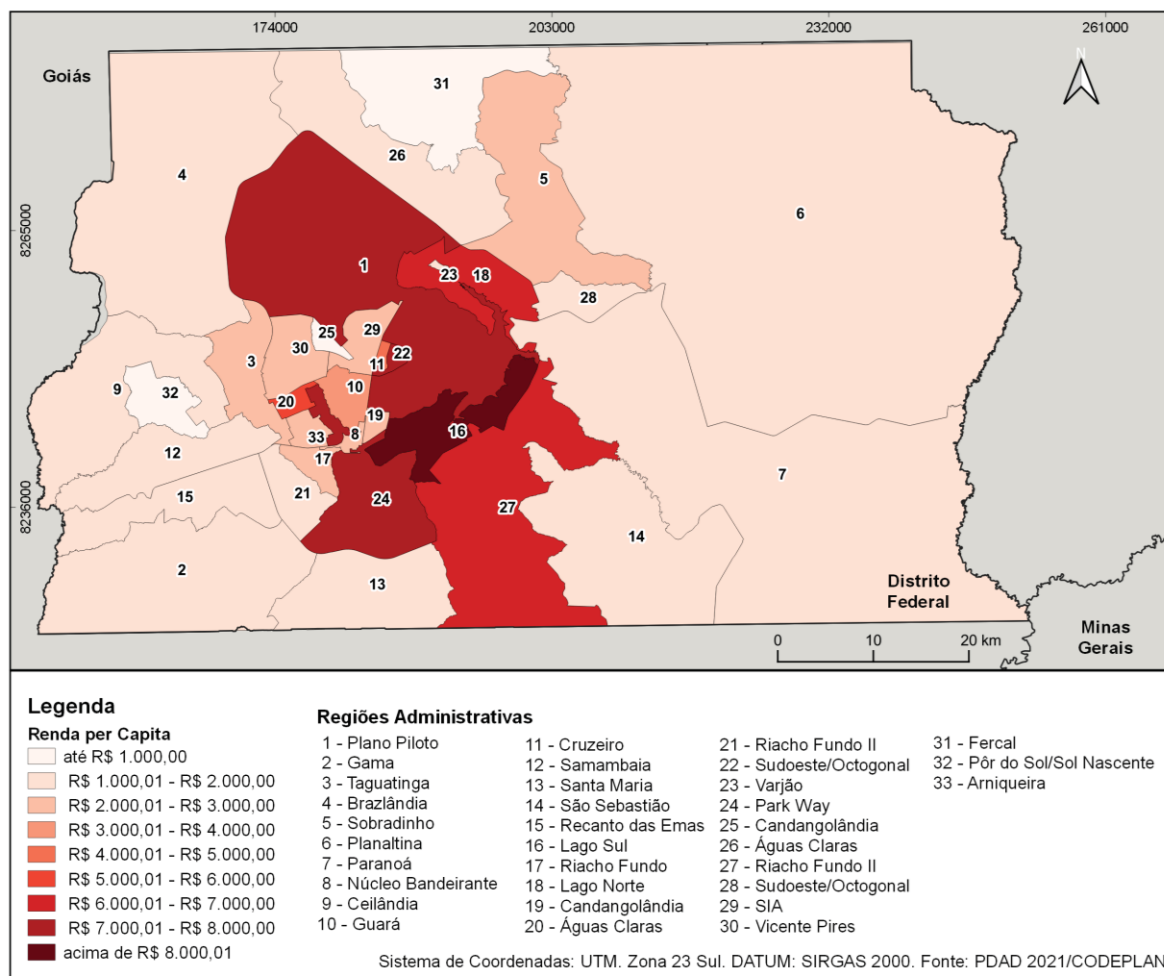 174000 203000 232000 261000
Goiás
N
31
26
4
5
6
8265000
1
23 18
28
25 29
30
22
3 11
10
9 32
20
19
8
33 16
12
17
7
21
15 24
27
8236000
14
2
13
Distrito
Federal
Minas
Gerais
0 10 20 km
Legenda
Renda per Capita
até R$ 1.000,00
R$ 1.000,01 - R$ 2.000,00
R$ 2.000,01 - R$ 3.000,00
R$ 3.000,01 - R$ 4.000,00
R$ 4.000,01 - R$ 5.000,00
R$ 5.000,01 - R$ 6.000,00
R$ 6.000,01 - R$ 7.000,00
R$ 7.000,01 - R$ 8.000,00
acima de R$ 8.000,01
Regiões Administrativas
1 - Plano Piloto
2 - Gama
3 - Taguatinga
4 - Brazlândia
5 - Sobradinho
6 - Planaltina
7 - Paranoá
8 - Núcleo Bandeirante
9 - Ceilândia
10 - Guará
11 - Cruzeiro
12 - Samambaia
13 - Santa Maria
14 - São Sebastião
15 - Recanto das Emas
16 - Lago Sul
17 - Riacho Fundo
18 - Lago Norte
19 - Candangolândia
20 - Águas Claras
21 - Riacho Fundo II
22 - Sudoeste/Octogonal
23 - Varjão
24 - Park Way
25 - Candangolândia
26 - Águas Claras
27 - Riacho Fundo II
28 - Sudoeste/Octogonal
29 - SIA
30 - Vicente Pires
31 - Fercal
32 - Pôr do Sol/Sol Nascente
33 - Arniqueira
Sistema de Coordenadas: UTM. Zona 23 Sul. DATUM: SIRGAS 2000. Fonte: PDAD 2021/CODEPLAN